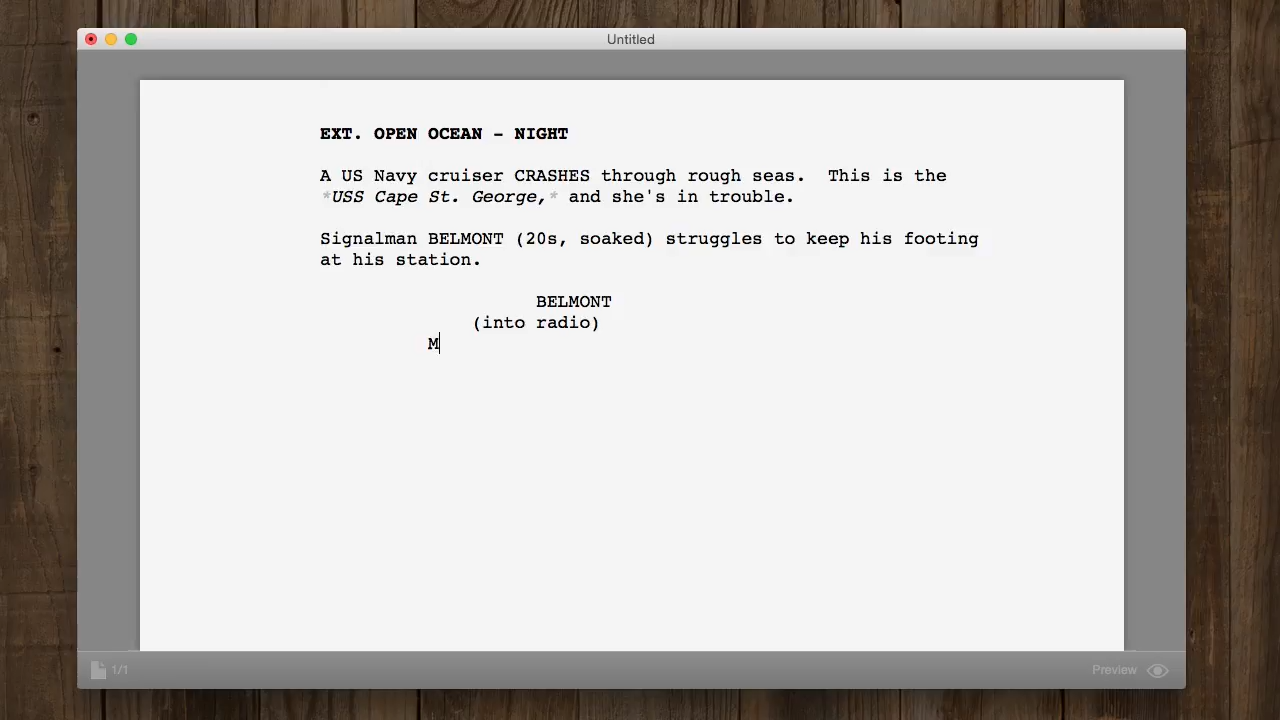 Untitled
EXT. OPEN OCEAN - NIGHT
A US Navy cruiser CRASHES through rough seas.  This is the
*USS Cape St. George,* and she's in trouble.
Signalman BELMONT (20s, soaked) struggles to keep his footing
at his station.
BELMONT
(into radio)
M
1/1
Preview